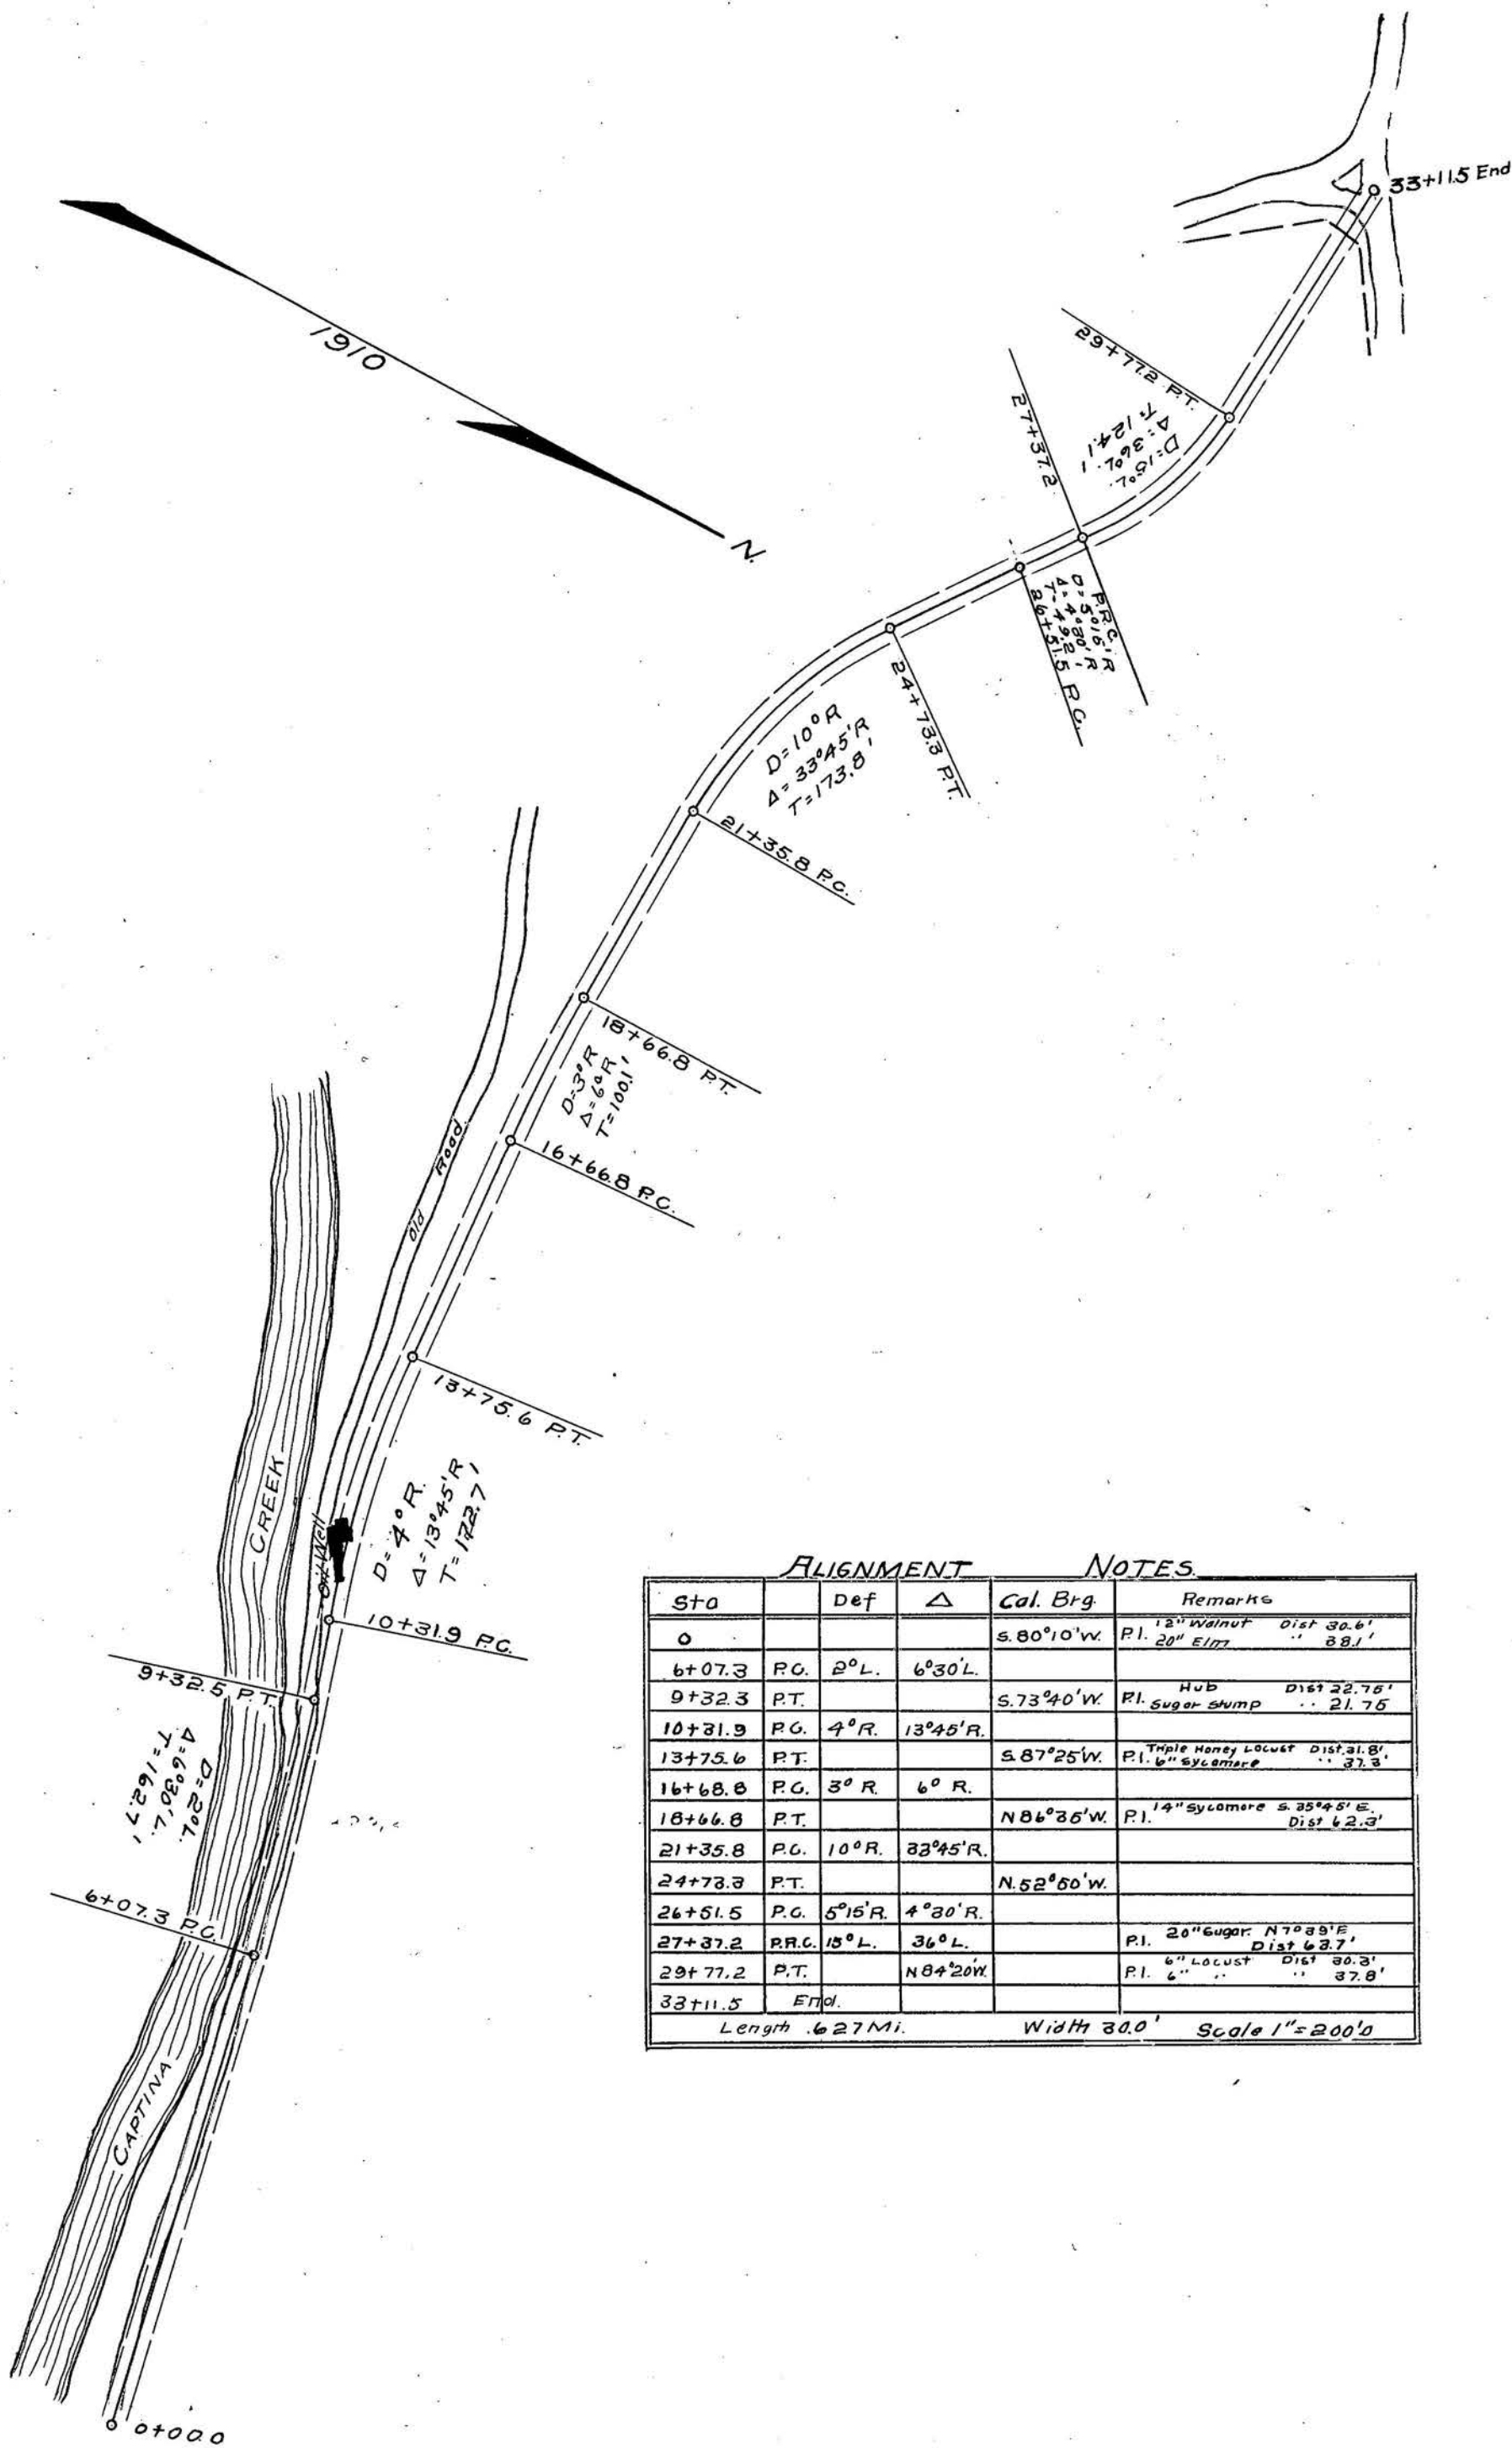 33+11.5 End
1910
N.
29+77.2 P.T.
D=15°L.
Δ=36°L.
T=124.1'
27+37.2
P.R.C.
D=5°15'R
Δ=4°30'R
T=49.2'
26+51.5 P.C.
24+73.3 P.T.
D=10°R
Δ=33°45'R
T=173.8'
21+35.8 P.C.
18+66.8 P.T.
D=3°R
Δ=6°R
T=100.1'
16+66.8 P.C.
Old Road
13+75.6 P.T.
D=4°R.
Δ=13°45'R
T=172.7'
Oil Well
CREEK
10+31.9 P.C.
9+32.5 P.T.
D=2°L.
Δ=6°30'L.
T=162.7'
6+07.3 P.C.
CAPTINA
0+00.0
ALIGNMENT NOTES.
Sta Def Δ Cal. Brg. Remarks
0 S.80°10'W. P.I. 12" Walnut Dist 30.6'
20" Elm " 38.1'
6+07.3 P.C. 2°L. 6°30'L.
9+32.3 P.T. S.73°40'W. P.I. Hub Dist 22.75'
Sugar Stump " 21.75
10+31.9 P.C. 4°R. 13°45'R.
13+75.6 P.T. S.87°25'W. P.I. Triple Honey Locust Dist. 31.8'
6" Sycamore " 37.3'
16+68.8 P.C. 3°R. 6°R.
18+66.8 P.T. N86°35'W. P.I. 14" Sycamore S.35°45'E.
Dist 62.3'
21+35.8 P.C. 10°R. 33°45'R.
24+73.3 P.T. N.52°50'W.
26+51.5 P.C. 5°15'R. 4°30'R.
27+37.2 P.R.C. 15°L. 36°L. P.I. 20" Sugar. N7°39'E
Dist 63.7'
29+77.2 P.T. N84°20'W. P.I. 6" Locust Dist 30.3'
6" " " 37.8'
33+11.5 End.
Length .627 Mi. Width 30.0' Scale 1"=200'0